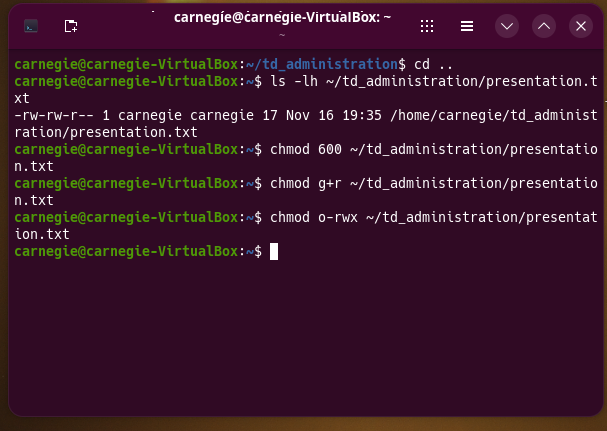 carnegie@carnegie-VirtualBox: ~
~
carnegie@carnegie-VirtualBox:~/td_administration$ cd ..
carnegie@carnegie-VirtualBox:~$ ls -lh ~/td_administration/presentation.t
xt
-rw-rw-r-- 1 carnegie carnegie 17 Nov 16 19:35 /home/carnegie/td_administ
ration/presentation.txt
carnegie@carnegie-VirtualBox:~$ chmod 600 ~/td_administration/presentatio
n.txt
carnegie@carnegie-VirtualBox:~$ chmod g+r ~/td_administration/presentatio
n.txt
carnegie@carnegie-VirtualBox:~$ chmod o-rwx ~/td_administration/presentat
ion.txt
carnegie@carnegie-VirtualBox:~$